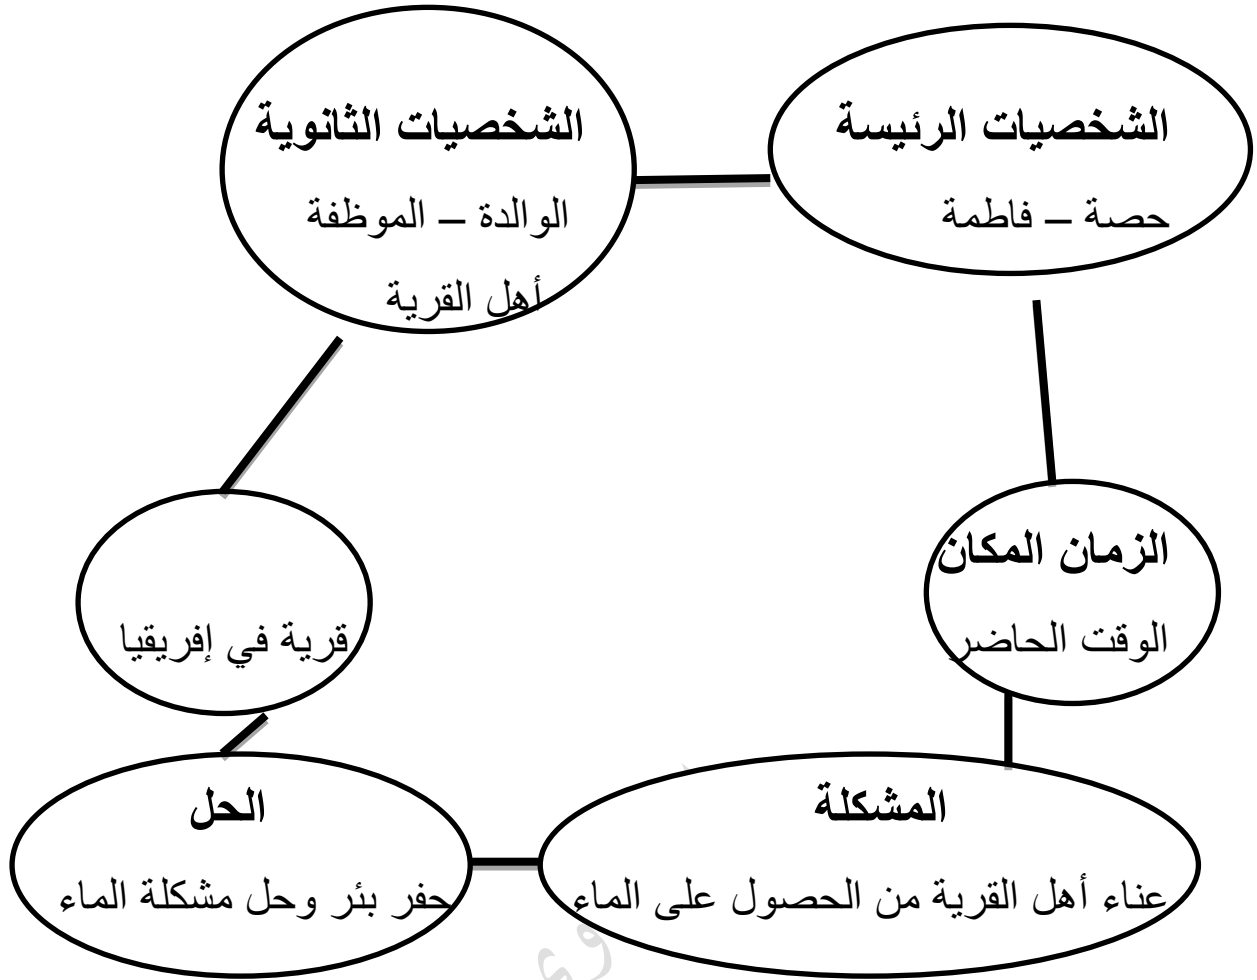 الشخصيات الرئيسة
حصة – فاطمة
الشخصيات الثانوية
الوالدة – الموظفة
أهل القرية
الزمان المكان
الوقت الحاضر
قرية في إفريقيا
المشكلة
عناء أهل القرية من الحصول على الماء
الحل
حفر بئر وحل مشكلة الماء